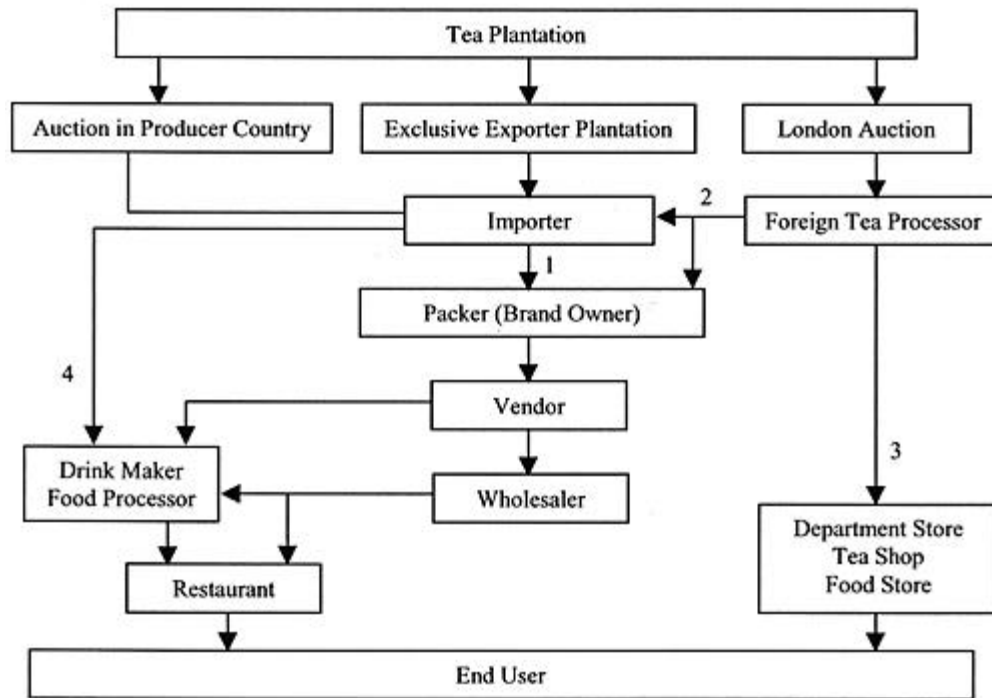 Tea Plantation
Auction in Producer Country
Exclusive Exporter Plantation
London Auction
2
Importer
Foreign Tea Processor
1
Packer (Brand Owner)
4
Vendor
3
Drink Maker
Food Processor
Wholesaler
Department Store
Tea Shop
Food Store
Restaurant
End User